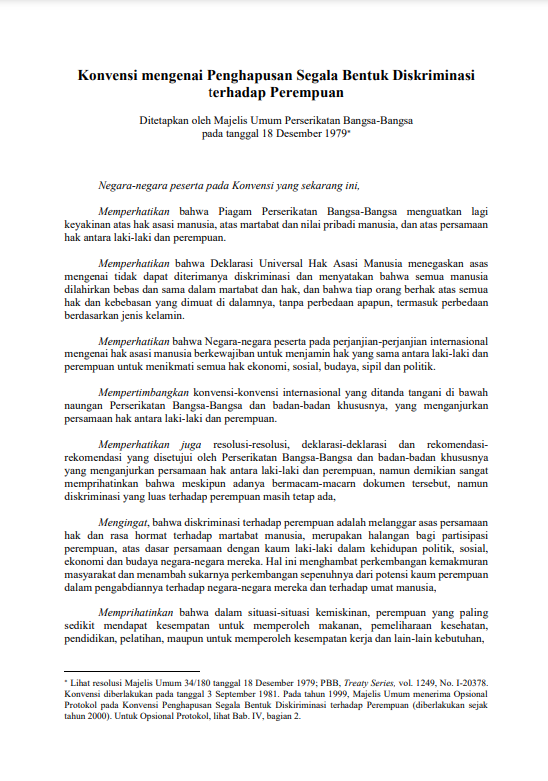 Konvensi mengenai Penghapusan Segala Bentuk Diskriminasi
terhadap Perempuan
Ditetapkan oleh Majelis Umum Perserikatan Bangsa-Bangsa
pada tanggal 18 Desember 1979*
Negara-negara peserta pada Konvensi yang sekarang ini,
Memperhatikan bahwa Piagam Perserikatan Bangsa-Bangsa menguatkan lagi
keyakinan atas hak asasi manusia, atas martabat dan nilai pribadi manusia, dan atas persamaan
hak antara laki-laki dan perempuan.
Memperhatikan bahwa Deklarasi Universal Hak Asasi Manusia menegaskan asas
mengenai tidak dapat diterimanya diskriminasi dan menyatakan bahwa semua manusia
dilahirkan bebas dan sama dalam martabat dan hak, dan bahwa tiap orang berhak atas semua
hak dan kebebasan yang dimuat di dalamnya, tanpa perbedaan apapun, termasuk perbedaan
berdasarkan jenis kelamin.
Memperhatikan bahwa Negara-negara peserta pada perjanjian-perjanjian internasional
mengenai hak asasi manusia berkewajiban untuk menjamin hak yang sama antara laki-laki dan
perempuan untuk menikmati semua hak ekonomi, sosial, budaya, sipil dan politik.
Mempertimbangkan konvensi-konvensi internasional yang ditanda tangani di bawah
naungan Perserikatan Bangsa-Bangsa dan badan-badan khususnya, yang menganjurkan
persamaan hak antara laki-laki dan perempuan.
Memperhatikan juga resolusi-resolusi, deklarasi-deklarasi dan rekomendasi-
rekomendasi yang disetujui oleh Perserikatan Bangsa-Bangsa dan badan-badan khususnya
yang menganjurkan persamaan hak antara laki-laki dan perempuan, namun demikian sangat
memprihatinkan bahwa meskipun adanya bermacam-macarn dokumen tersebut, namun
diskriminasi yang luas terhadap perempuan masih tetap ada,
Mengingat, bahwa diskriminasi terhadap perempuan adalah melanggar asas persamaan
hak dan rasa hormat terhadap martabat manusia, merupakan halangan bagi partisipasi
perempuan, atas dasar persamaan dengan kaum laki-laki dalam kehidupan politik, sosial,
ekonomi dan budaya negara-negara mereka. Hal ini menghambat perkembangan kemakmuran
masyarakat dan menambah sukarnya perkembangan sepenuhnya dari potensi kaum perempuan
dalam pengabdiannya terhadap negara-negara mereka dan terhadap umat manusia,
Memprihatinkan bahwa dalam situasi-situasi kemiskinan, perempuan yang paling
sedikit mendapat kesempatan untuk memperoleh makanan, pemeliharaan kesehatan,
pendidikan, pelatihan, maupun untuk memperoleh kesempatan kerja dan lain-lain kebutuhan,
* Lihat resolusi Majelis Umum 34/180 tanggal 18 Desember 1979; PBB, Treaty Series, vol. 1249, No. I-20378.
Konvensi diberlakukan pada tanggal 3 September 1981. Pada tahun 1999, Majelis Umum menerima Opsional
Protokol pada Konvensi Penghapusan Segala Bentuk Diskiriminasi terhadap Perempuan (diberlakukan sejak
tahun 2000). Untuk Opsional Protokol, lihat Bab. IV, bagian 2.